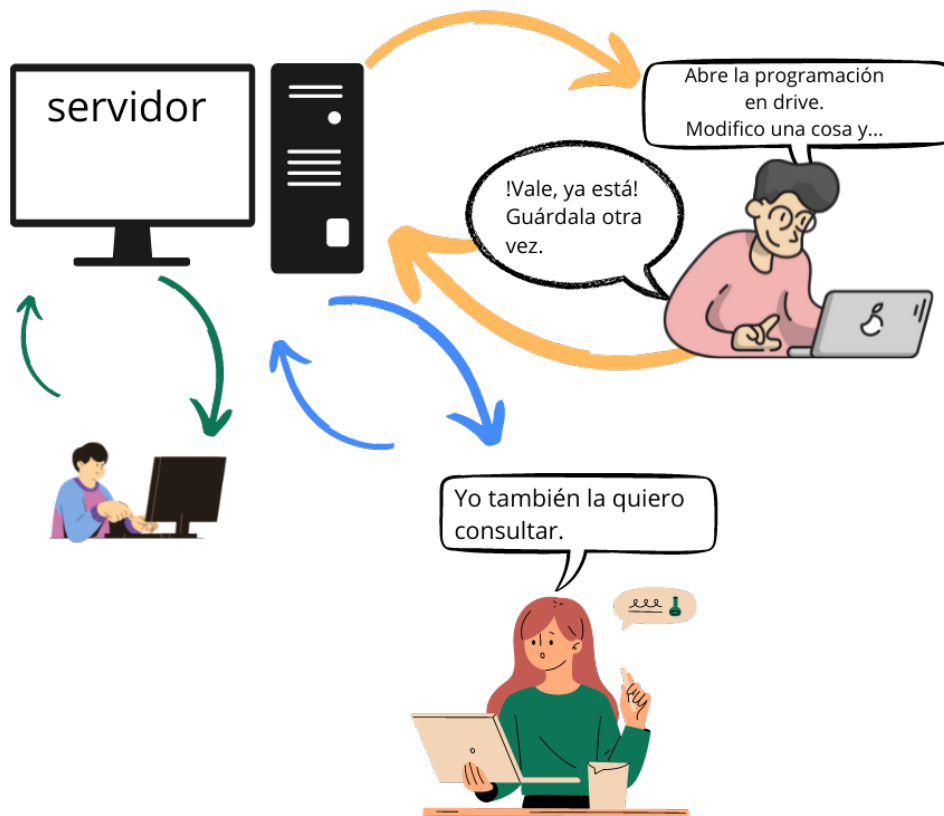 servidor
Abre la programación
en drive.
Modifico una cosa y...
!Vale, ya está!
Guárdala otra
vez.
Yo también la quiero
consultar.